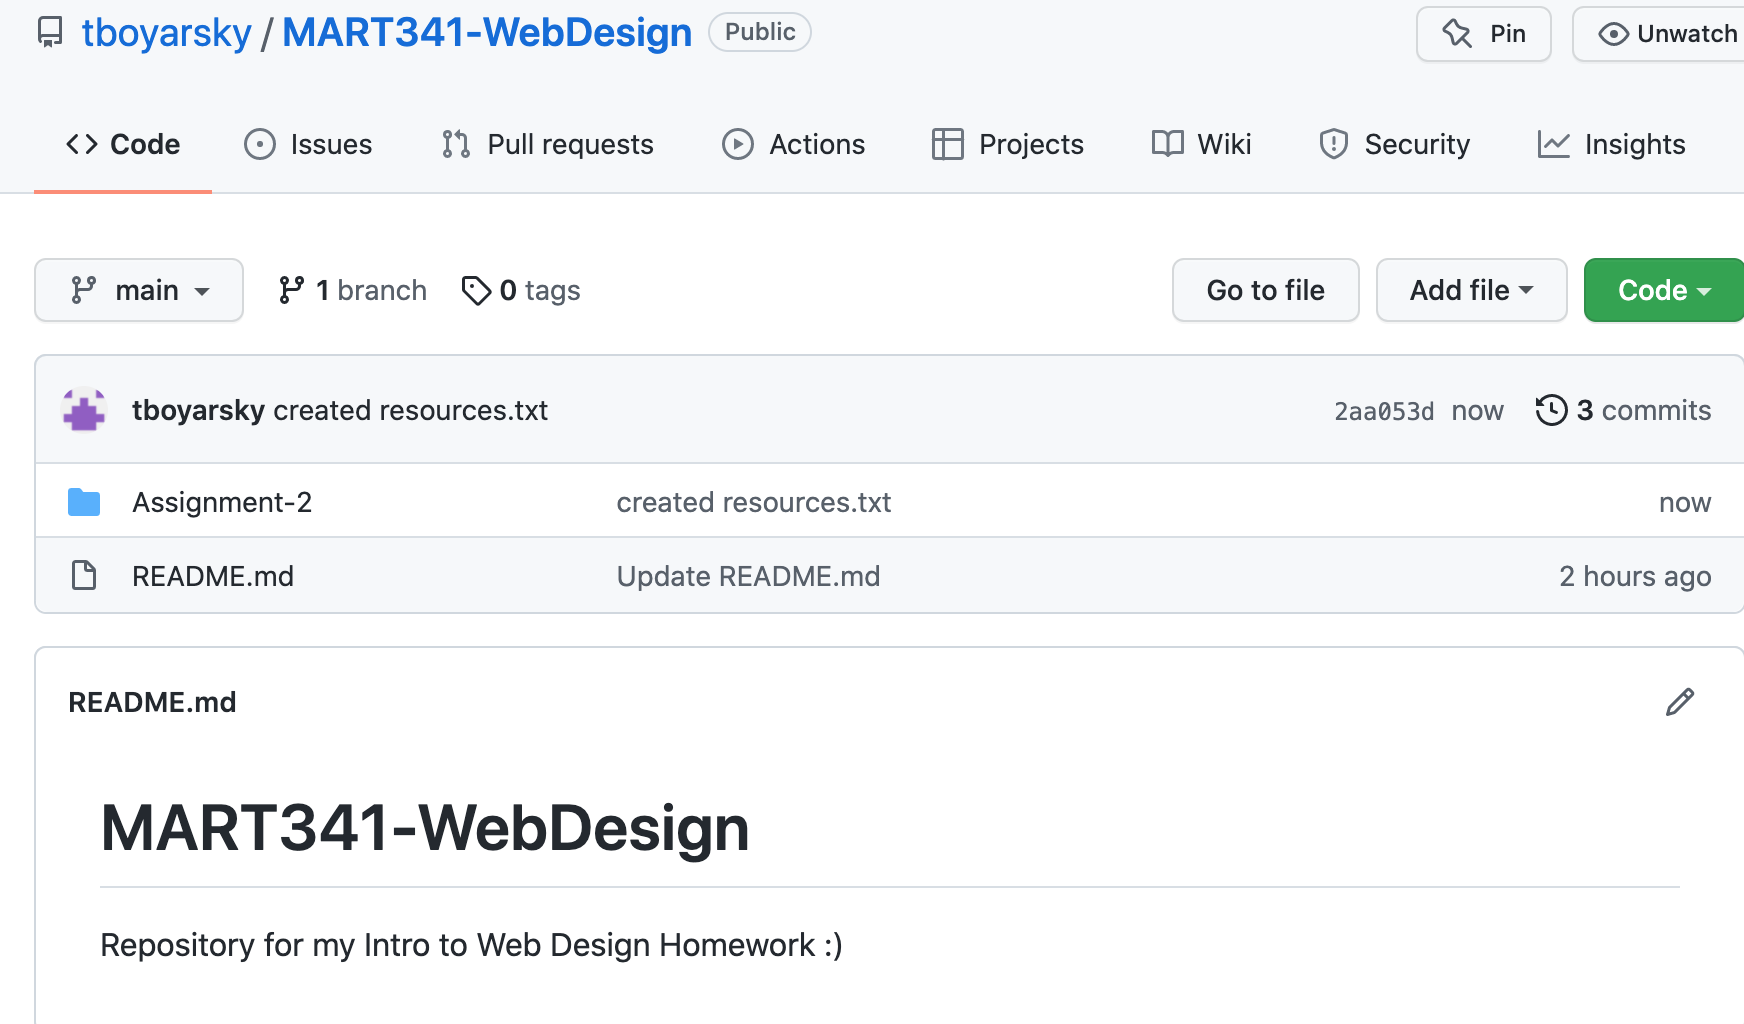 tboyarsky / MART341-WebDesign Public Pin Unwatch
Code Issues Pull requests Actions Projects Wiki Security Insights
main 1 branch 0 tags Go to file Add file Code
tboyarsky created resources.txt 2aa053d now 3 commits
Assignment-2 created resources.txt now
README.md Update README.md 2 hours ago
README.md
MART341-WebDesign
Repository for my Intro to Web Design Homework :)